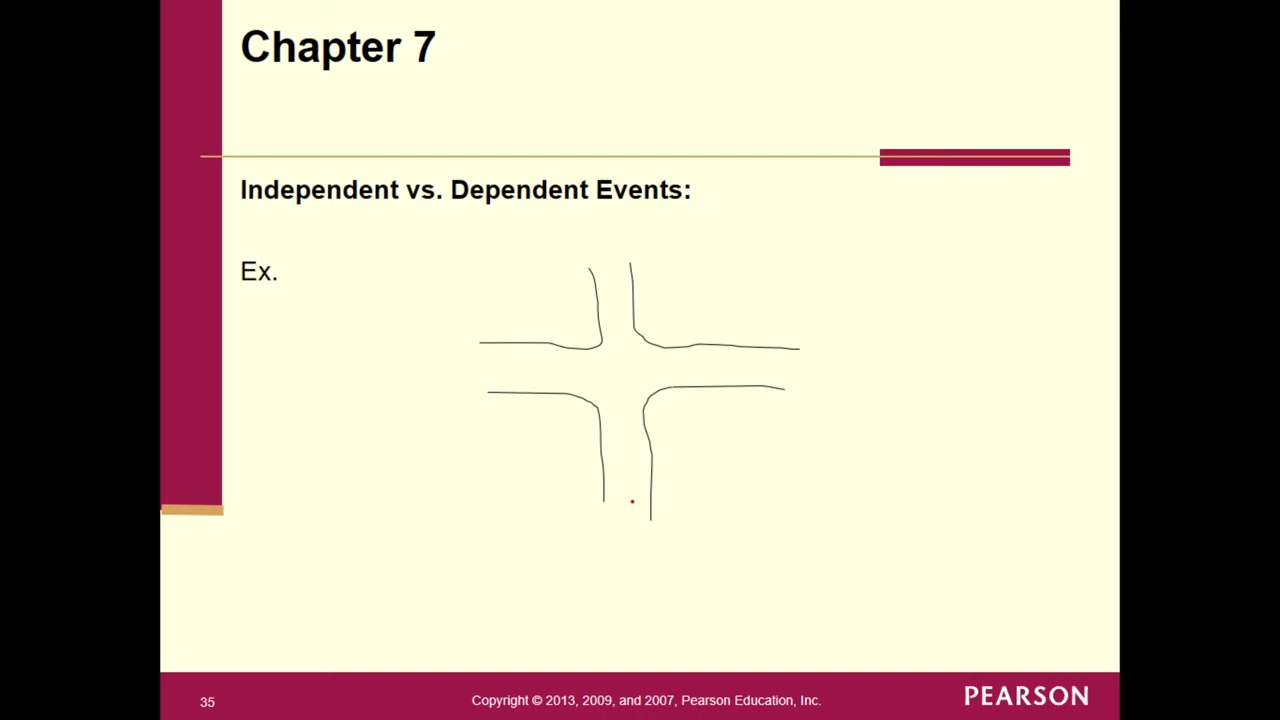 Chapter 7
Independent vs. Dependent Events:
Ex.
35
Copyright © 2013, 2009, and 2007, Pearson Education, Inc.
PEARSON